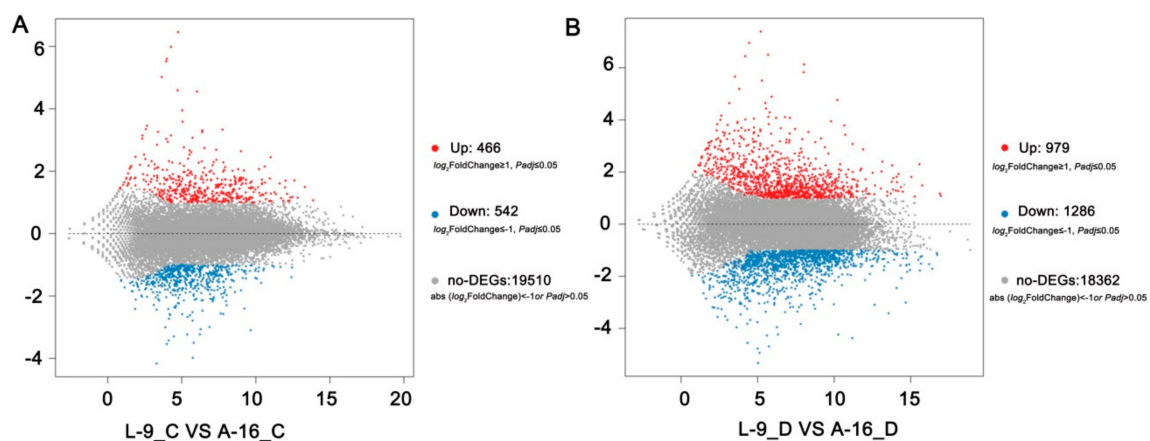 A
6
4
2
0
-2
-4
0
5
10
15
20
L-9_C VS A-16_C
Up: 466
log₂FoldChange≥1, Padj≤0.05
Down: 542
log₂FoldChange≤-1, Padj≤0.05
no-DEGs:19510
abs (log₂FoldChange)<-1or Padj>0.05
B
6
4
2
0
-2
-4
0
5
10
15
L-9_D VS A-16_D
Up: 979
log₂FoldChange≥1, Padj≤0.05
Down: 1286
log₂FoldChange≤-1, Padj≤0.05
no-DEGs:18362
abs (log₂FoldChange)<-1or Padj>0.05